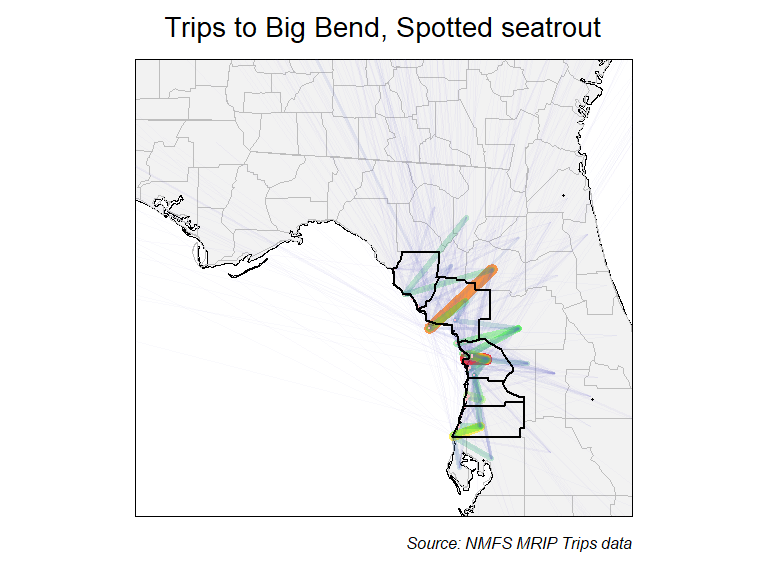 Trips to Big Bend, Spotted seatrout
Source: NMFS MRIP Trips data